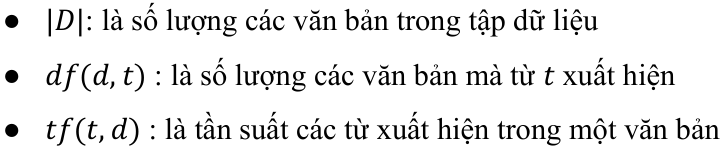 ● |D|: là số lượng các văn bản trong tập dữ liệu
● df(d, t) : là số lượng các văn bản mà từ t xuất hiện
● tf(t, d) : là tần suất các từ xuất hiện trong một văn bản